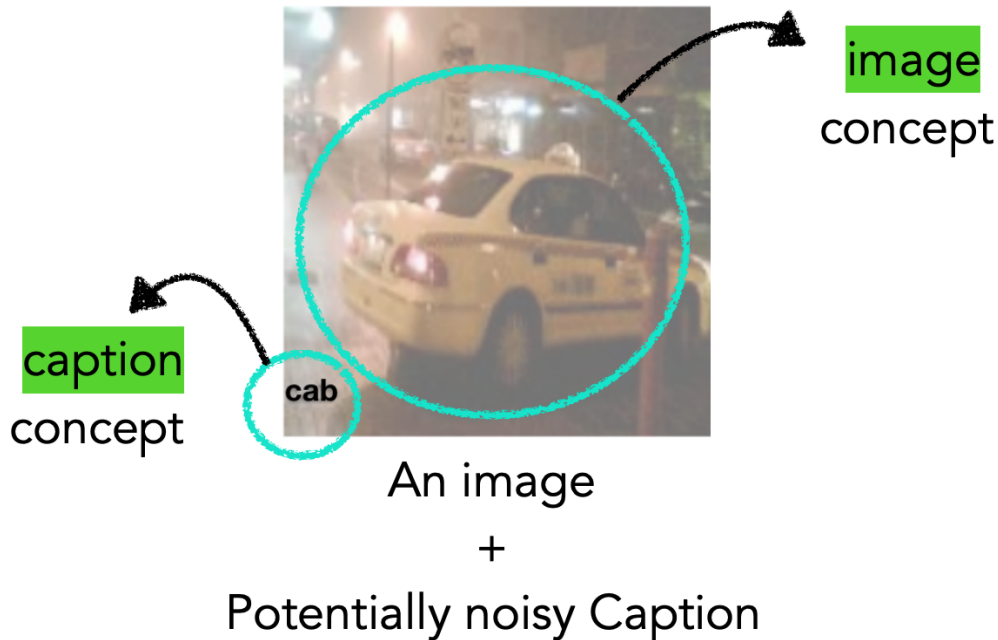 image
concept
caption
concept
cab
An image
+
Potentially noisy Caption